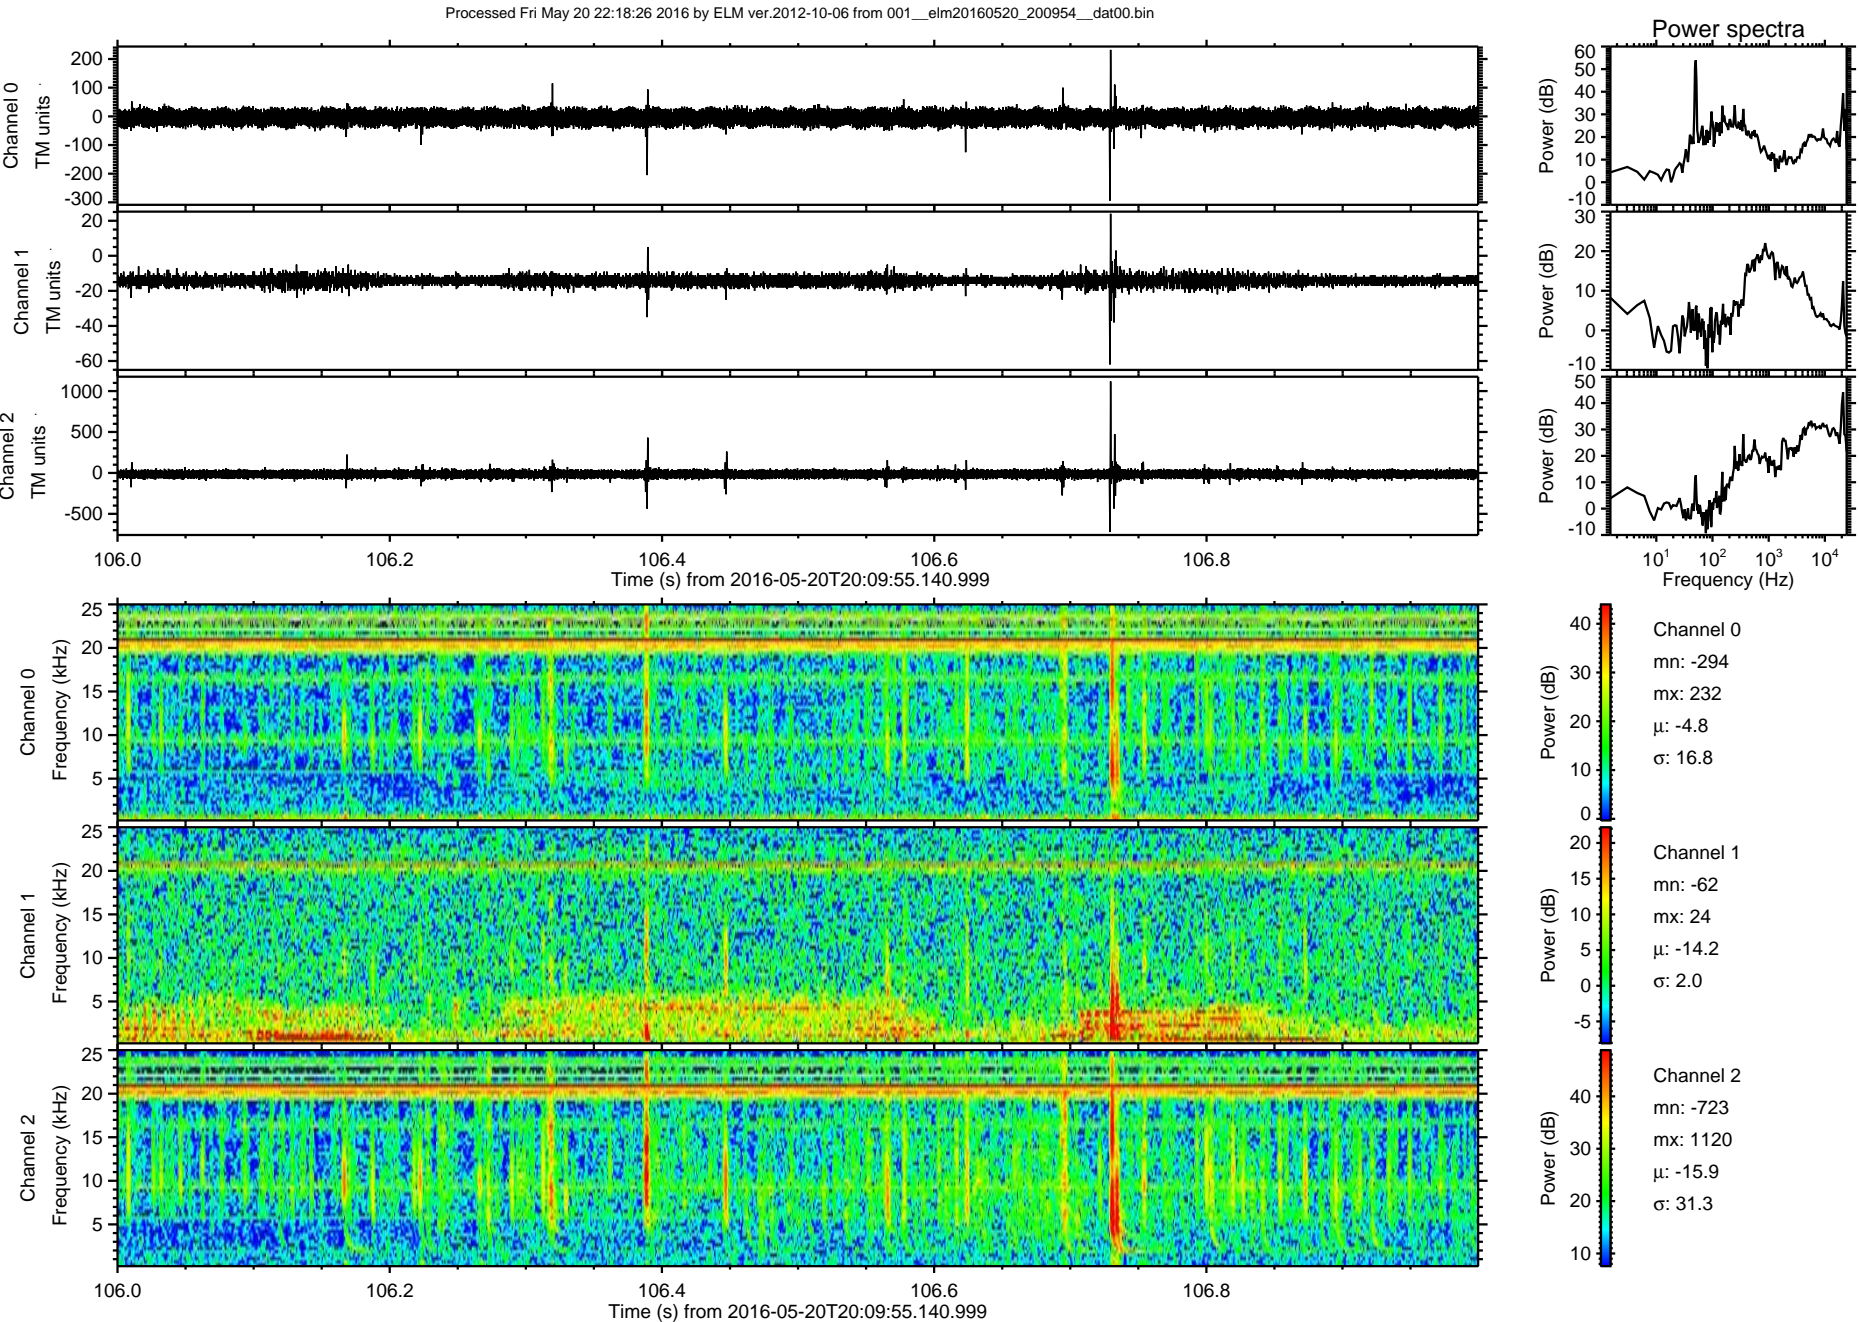 Processed Fri May 20 22:18:26 2016 by ELM ver.2012-10-06 from 001__elm20160520_200954__dat00.bin
Power spectra
Channel 0
TM units
200
100
0
-100
-200
-300
Power (dB)
60
50
40
30
20
10
0
-10
Channel 1
TM units
20
0
-20
-40
-60
Power (dB)
30
20
10
0
-10
Channel 2
TM units
1000
500
0
-500
Power (dB)
50
40
30
20
10
0
-10
106.0 106.2 106.4 106.6 106.8
Time (s) from 2016-05-20T20:09:55.140.999
10^1 10^2 10^3 10^4
Frequency (Hz)
Channel 0
Frequency (kHz)
25
20
15
10
5
Power (dB)
40
30
20
10
0
Channel 0
mn: -294
mx: 232
μ: -4.8
σ: 16.8
Channel 1
Frequency (kHz)
25
20
15
10
5
Power (dB)
20
15
10
5
0
-5
Channel 1
mn: -62
mx: 24
μ: -14.2
σ: 2.0
Channel 2
Frequency (kHz)
25
20
15
10
5
Power (dB)
40
30
20
10
Channel 2
mn: -723
mx: 1120
μ: -15.9
σ: 31.3
106.0 106.2 106.4 106.6 106.8
Time (s) from 2016-05-20T20:09:55.140.999